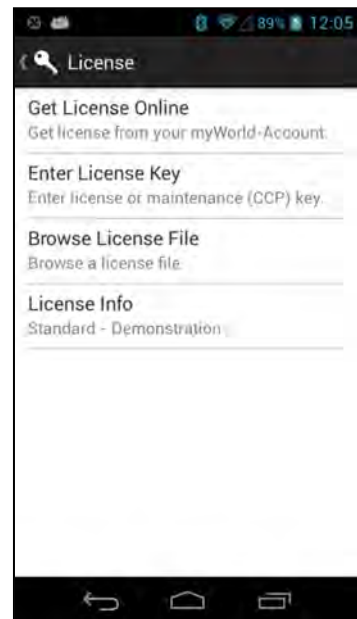 89% 12:05
License
Get License Online
Get license from your myWorld-Account.
Enter License Key
Enter license or maintenance (CCP) key.
Browse License File
Browse a license file
License Info
Standard - Demonstration